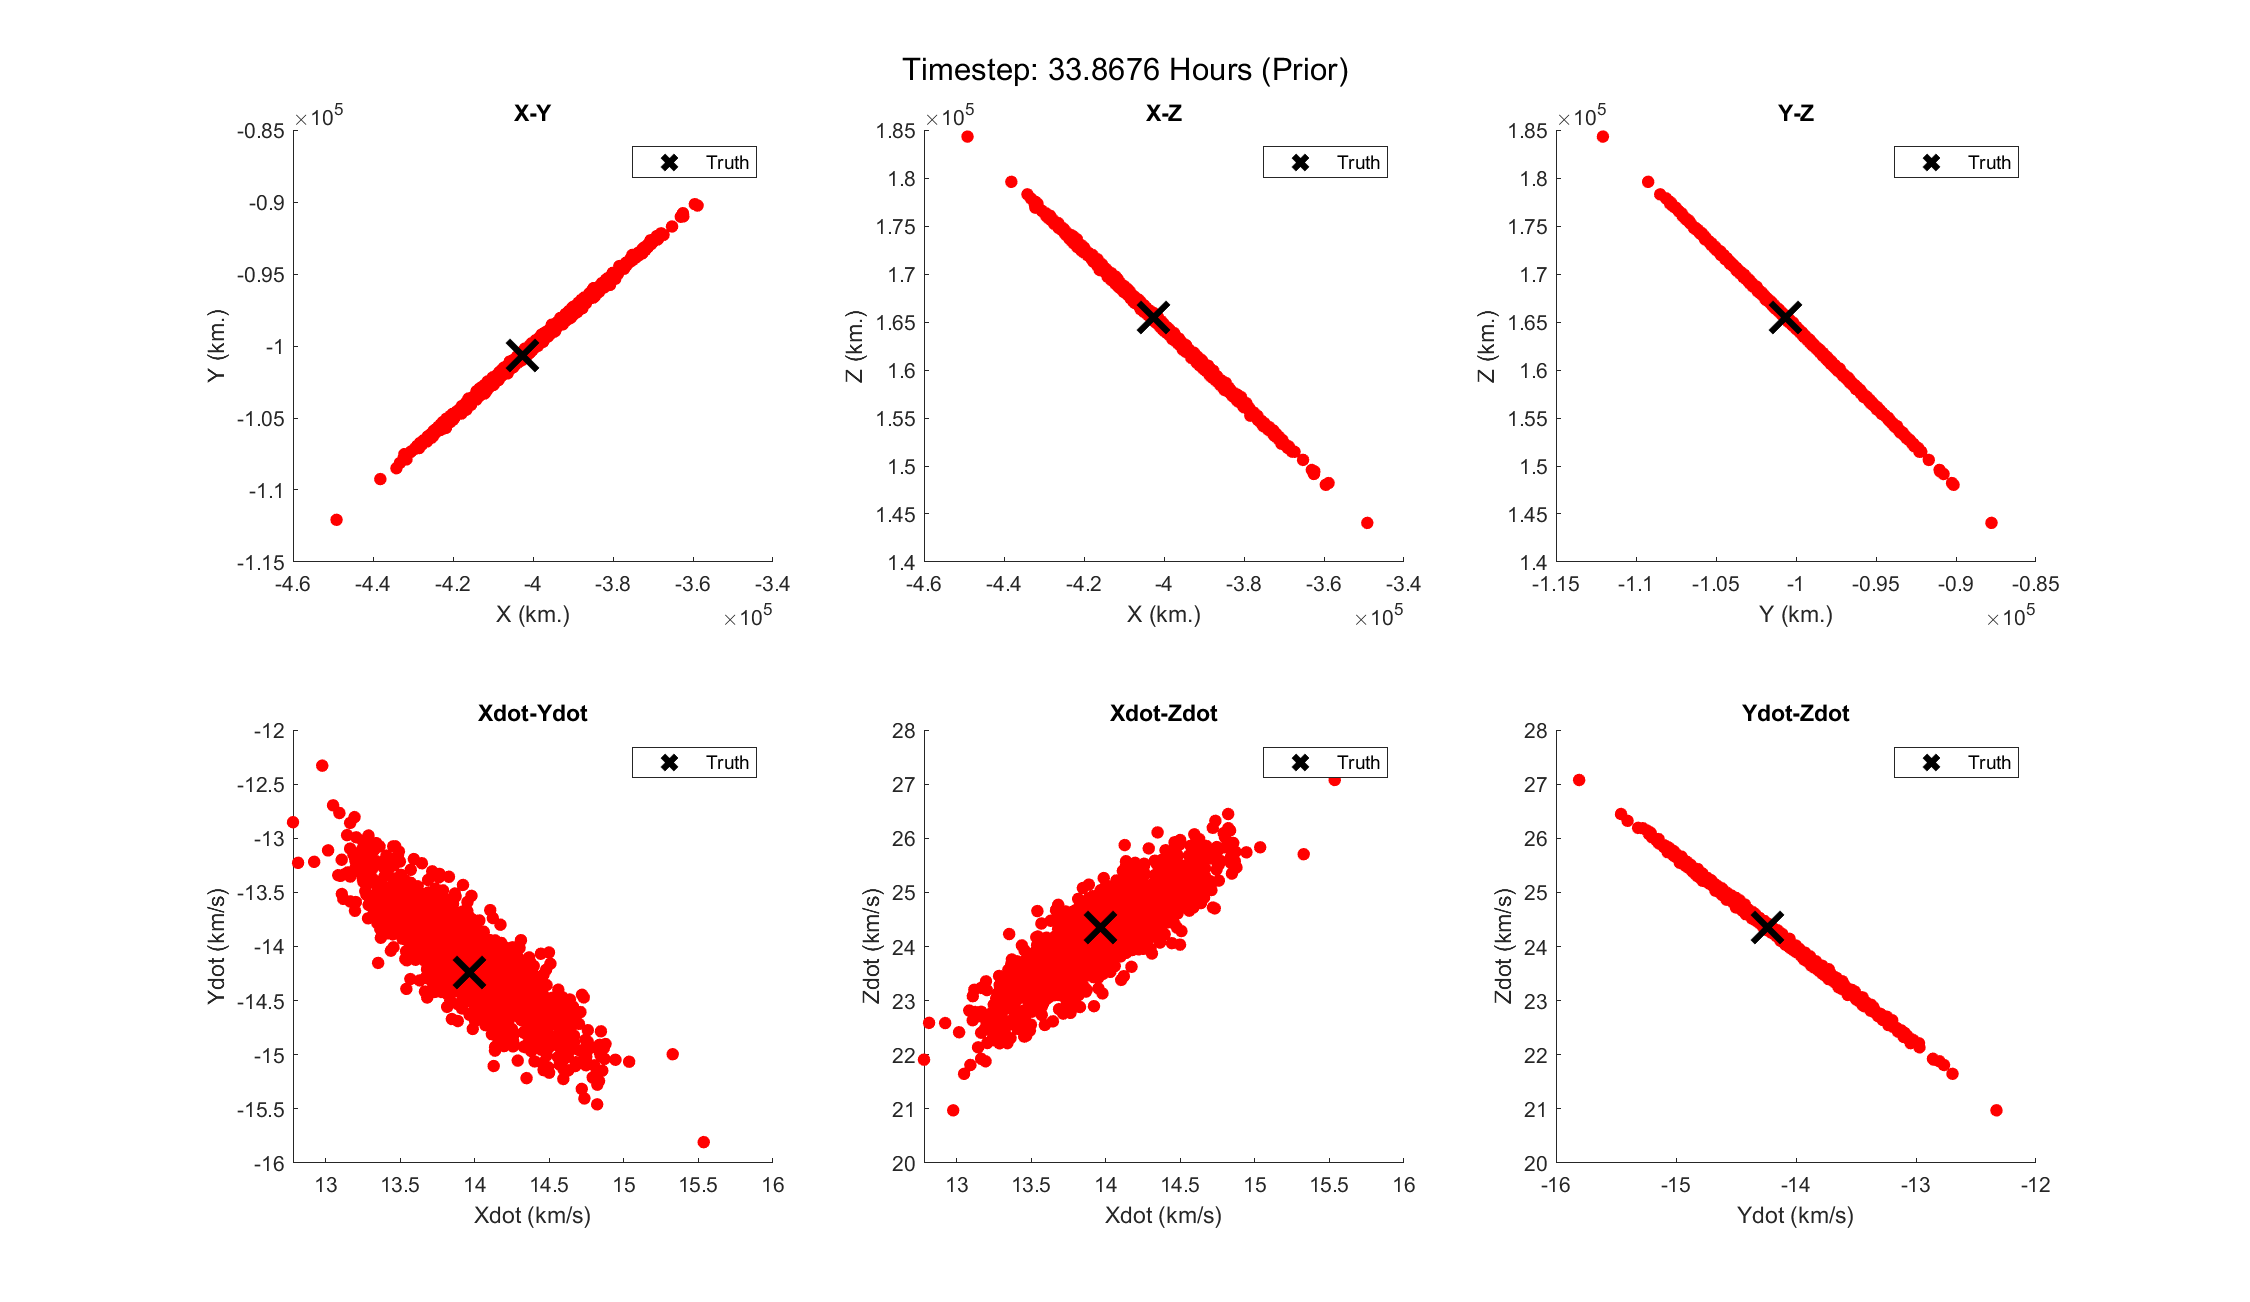 Timestep: 33.8676 Hours (Prior)
X-Y
×10^5
-0.85
-0.9
-0.95
-1
-1.05
-1.1
-1.15
Y (km.)
Truth
-4.6 -4.4 -4.2 -4 -3.8 -3.6 -3.4
X (km.)
×10^5
X-Z
×10^5
1.85
1.8
1.75
1.7
1.65
1.6
1.55
1.5
1.45
1.4
Z (km.)
Truth
-4.6 -4.4 -4.2 -4 -3.8 -3.6 -3.4
X (km.)
×10^5
Y-Z
×10^5
1.85
1.8
1.75
1.7
1.65
1.6
1.55
1.5
1.45
1.4
Z (km.)
Truth
-1.15 -1.1 -1.05 -1 -0.95 -0.9 -0.85
Y (km.)
×10^5
Xdot-Ydot
-12
-12.5
-13
-13.5
-14
-14.5
-15
-15.5
-16
Ydot (km/s)
Truth
13 13.5 14 14.5 15 15.5 16
Xdot (km/s)
Xdot-Zdot
28
27
26
25
24
23
22
21
20
Zdot (km/s)
Truth
13 13.5 14 14.5 15 15.5 16
Xdot (km/s)
Ydot-Zdot
28
27
26
25
24
23
22
21
20
Zdot (km/s)
Truth
-16 -15 -14 -13 -12
Ydot (km/s)